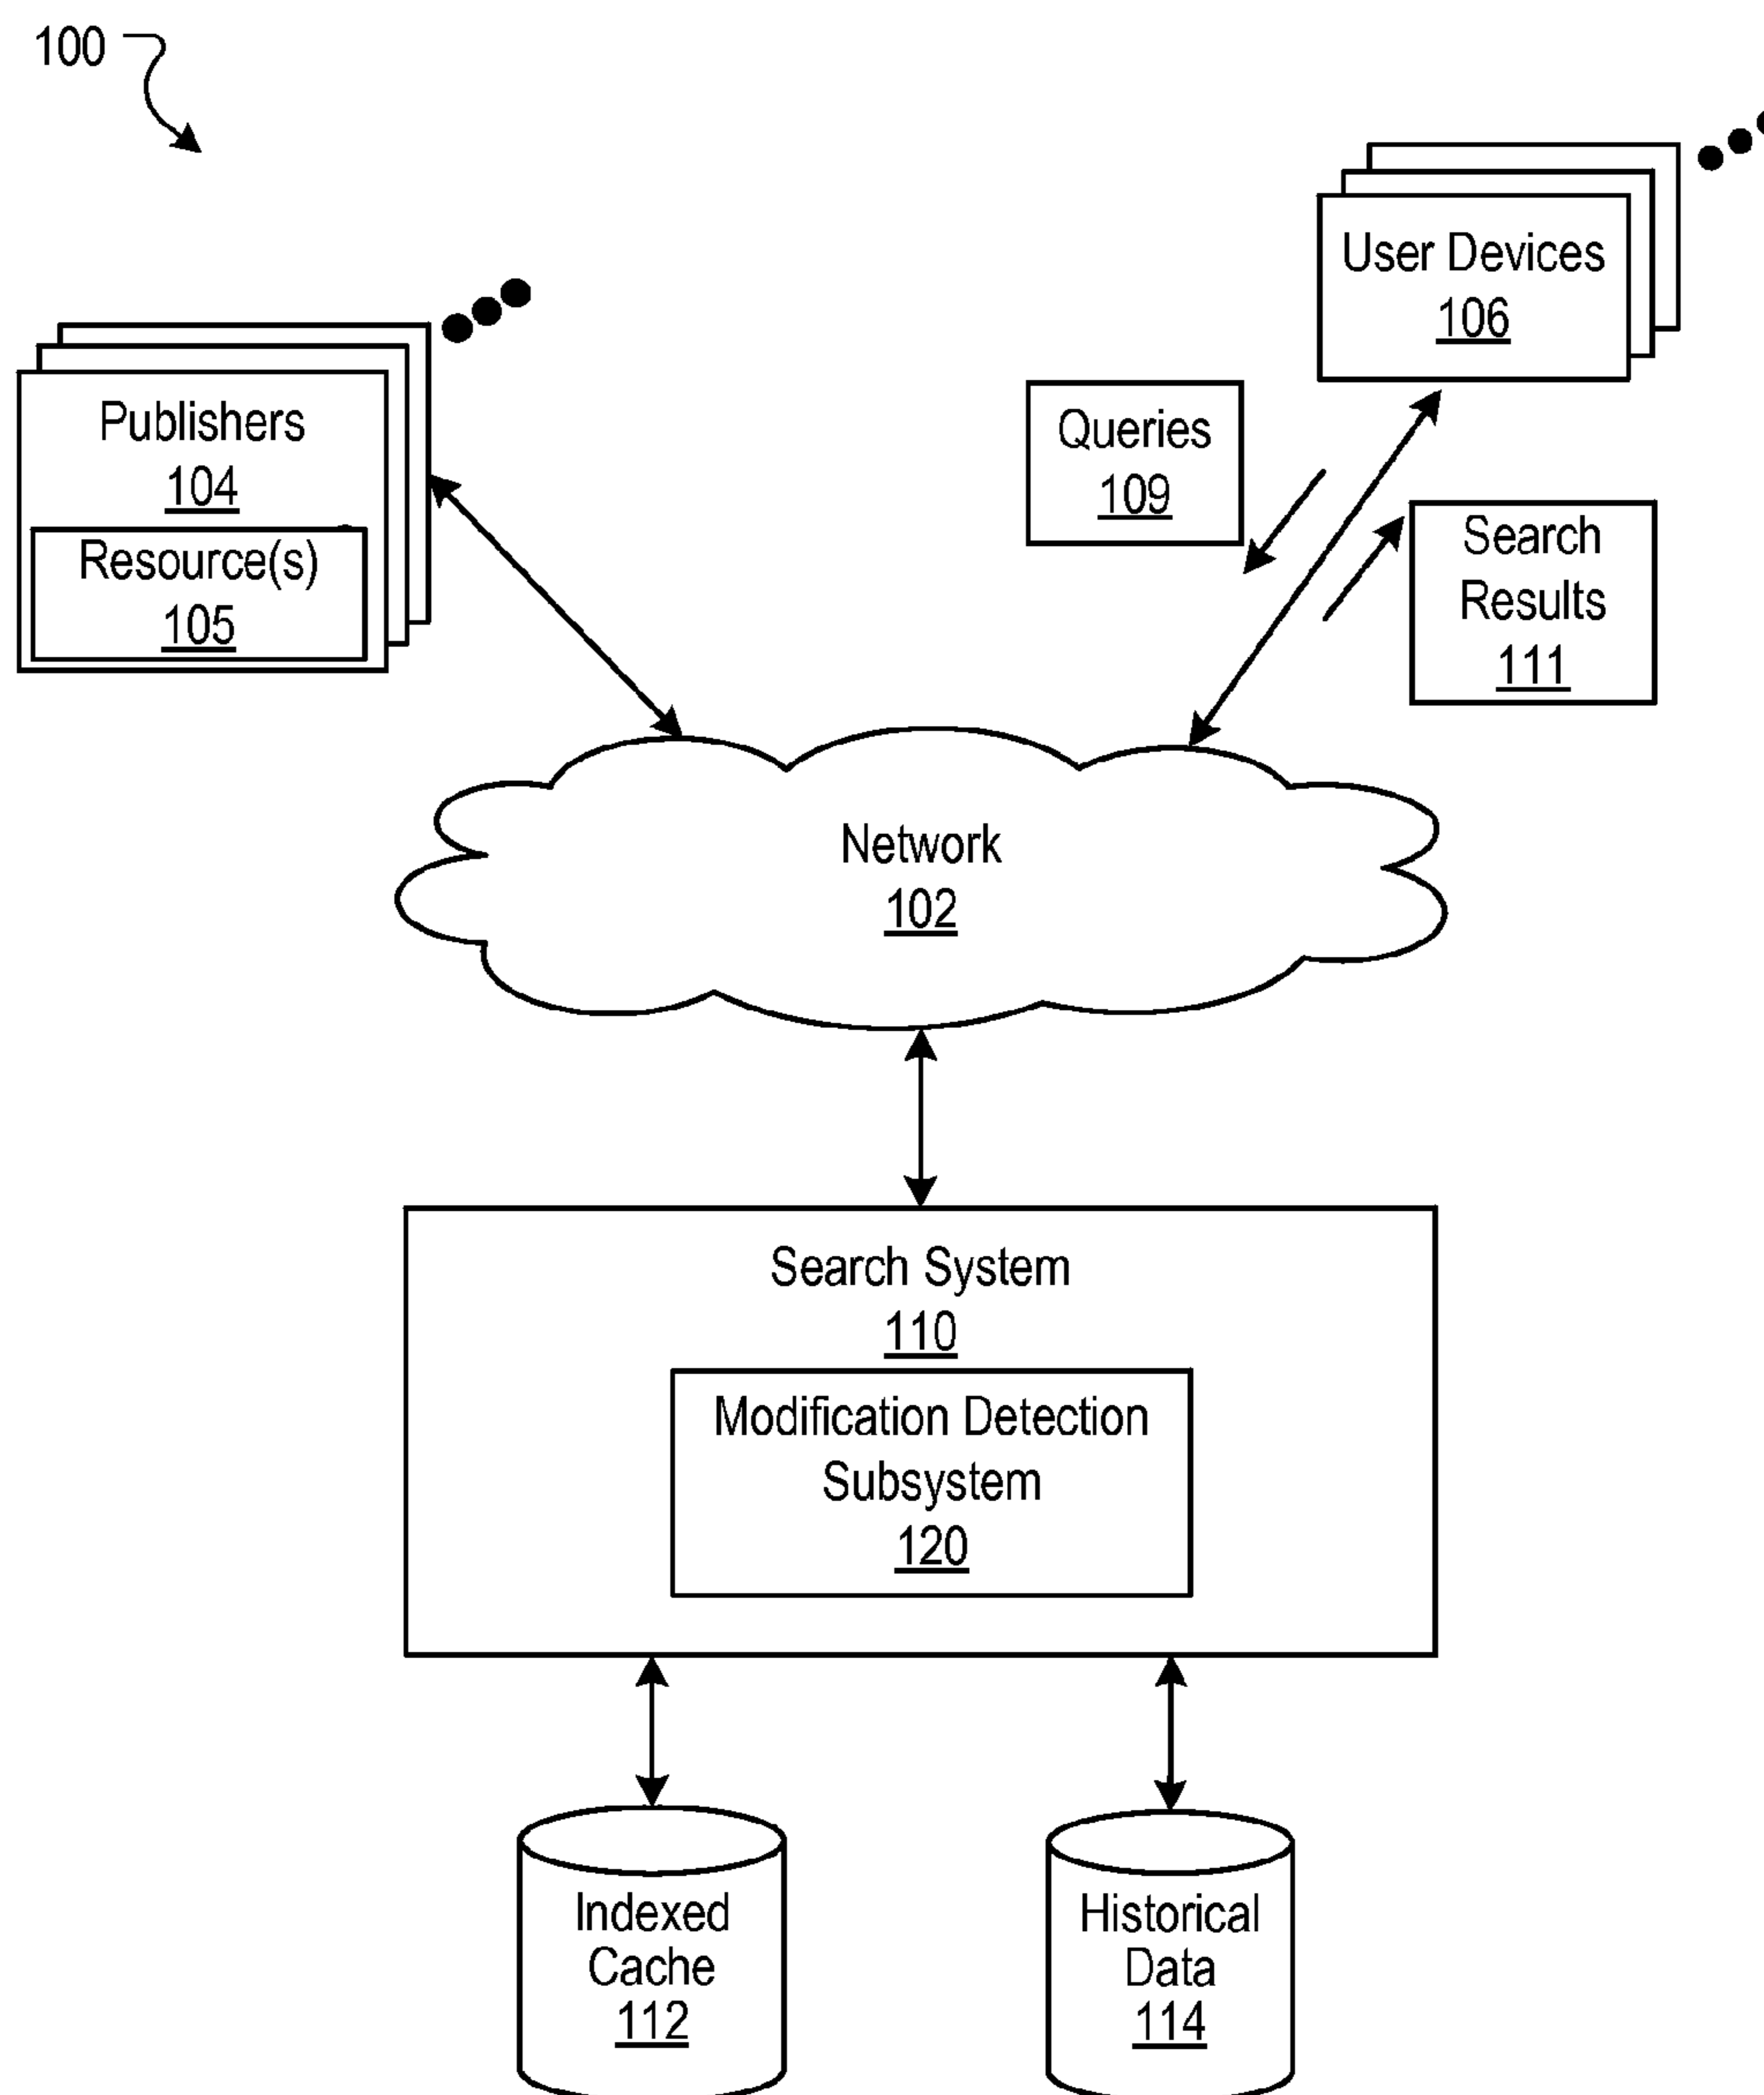 100
User Devices
106
Publishers
104
Resource(s)
105
Queries
109
Search
Results
111
Network
102
Search System
110
Modification Detection
Subsystem
120
Indexed
Cache
112
Historical
Data
114